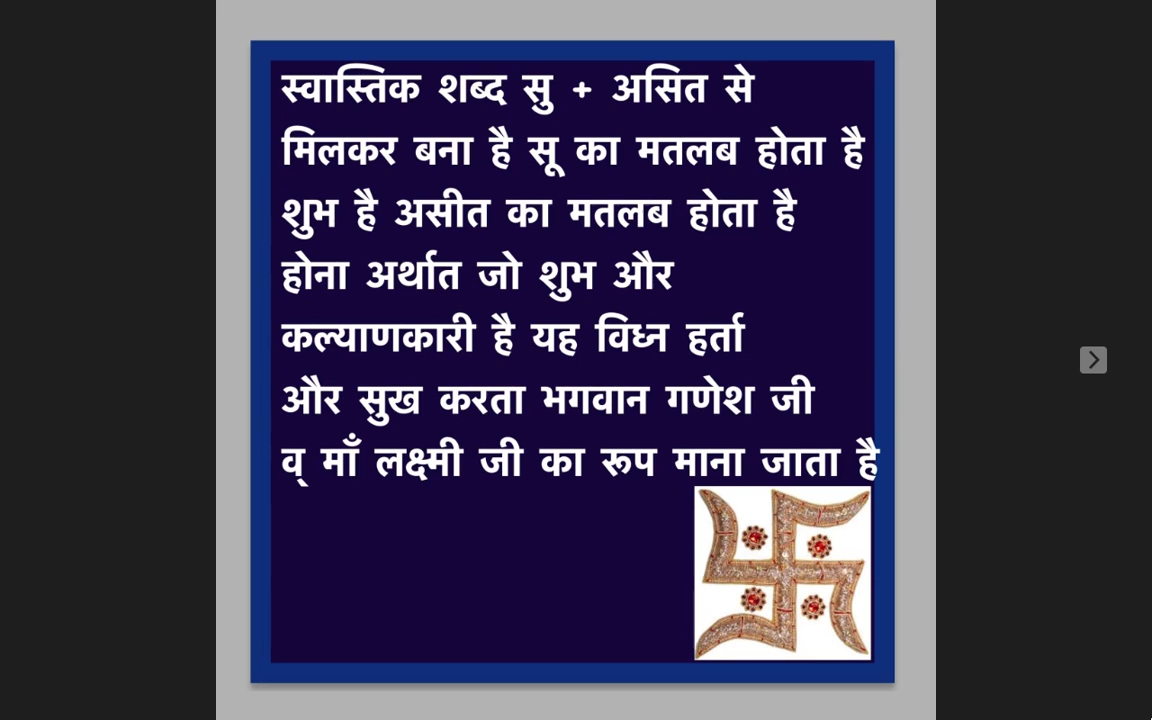 स्वास्तिक शब्द सु + असित से
मिलकर बना है सू का मतलब होता है
शुभ है असीत का मतलब होता है
होना अर्थात जो शुभ और
कल्याणकारी है यह विध्न हर्ता
और सुख करता भगवान गणेश जी
व् माँ लक्ष्मी जी का रूप माना जाता है